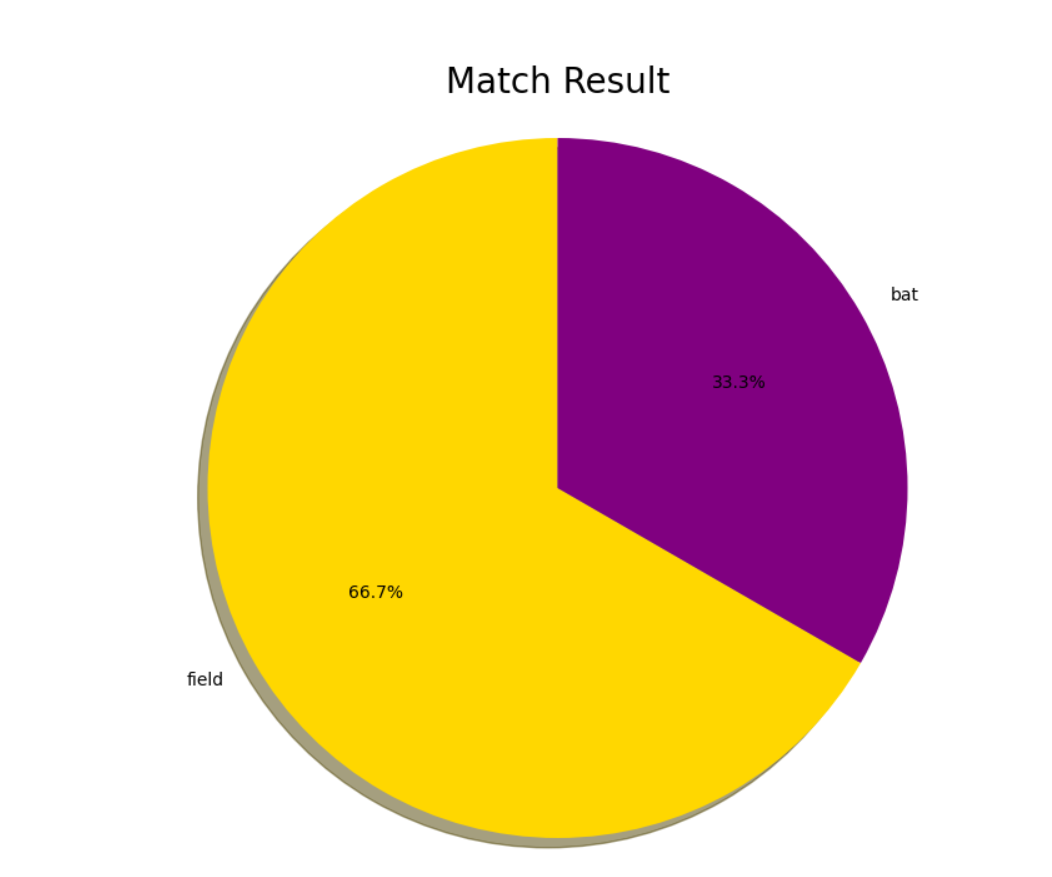 Match Result
bat
33.3%
66.7%
field